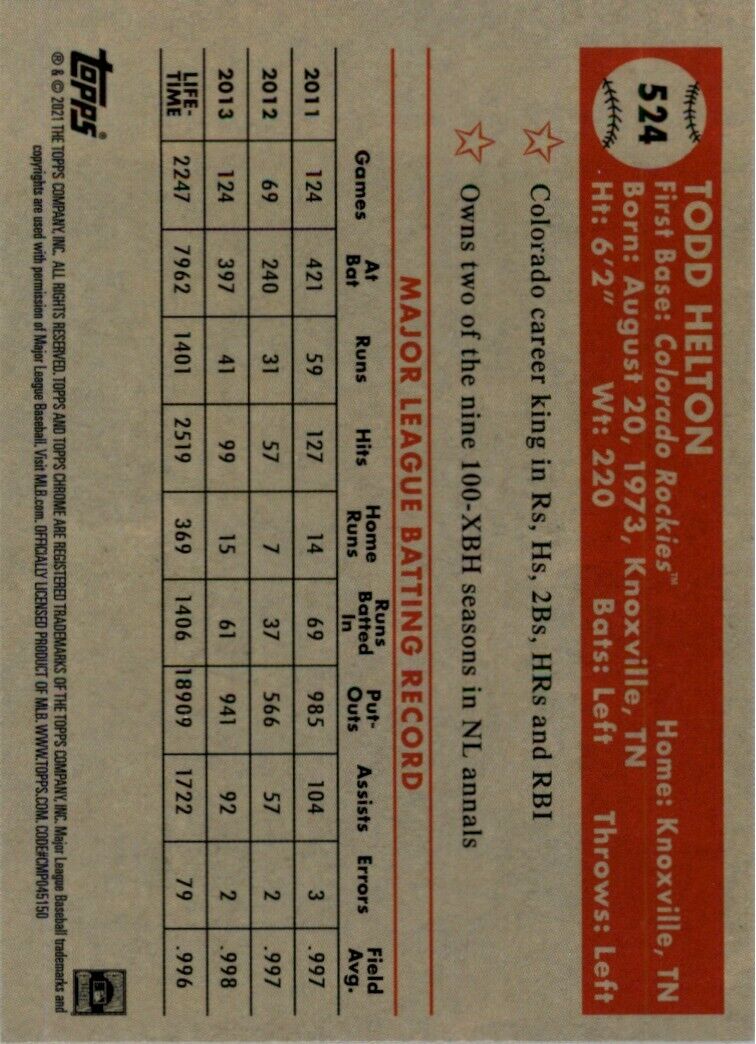 524
TODD HELTON
First Base: Colorado Rockies™ Home: Knoxville, TN
Born: August 20, 1973, Knoxville, TN
Ht: 6'2" Wt: 220 Bats: Left Throws: Left
Colorado career king in Rs, Hs, 2Bs, HRs and RBI
Owns two of the nine 100-XBH seasons in NL annals
MAJOR LEAGUE BATTING RECORD
Games At Bat Runs Hits Home Runs Runs Batted In Put-Outs Assists Errors Field Avg.
2011 124 421 59 127 14 69 985 104 3 .997
2012 69 240 31 57 7 37 566 57 2 .997
2013 124 397 41 99 15 61 941 92 2 .998
LIFE-TIME 2247 7962 1401 2519 369 1406 18909 1722 79 .996
topps®
® & © 2021 THE TOPPS COMPANY, INC. ALL RIGHTS RESERVED. TOPPS AND TOPPS CHROME ARE REGISTERED TRADEMARKS OF THE TOPPS COMPANY, INC. Major League Baseball trademarks and
copyrights are used with permission of Major League Baseball. Visit MLB.com. OFFICIALLY LICENSED PRODUCT OF MLB. WWW.TOPPS.COM. CODE#CMP045150